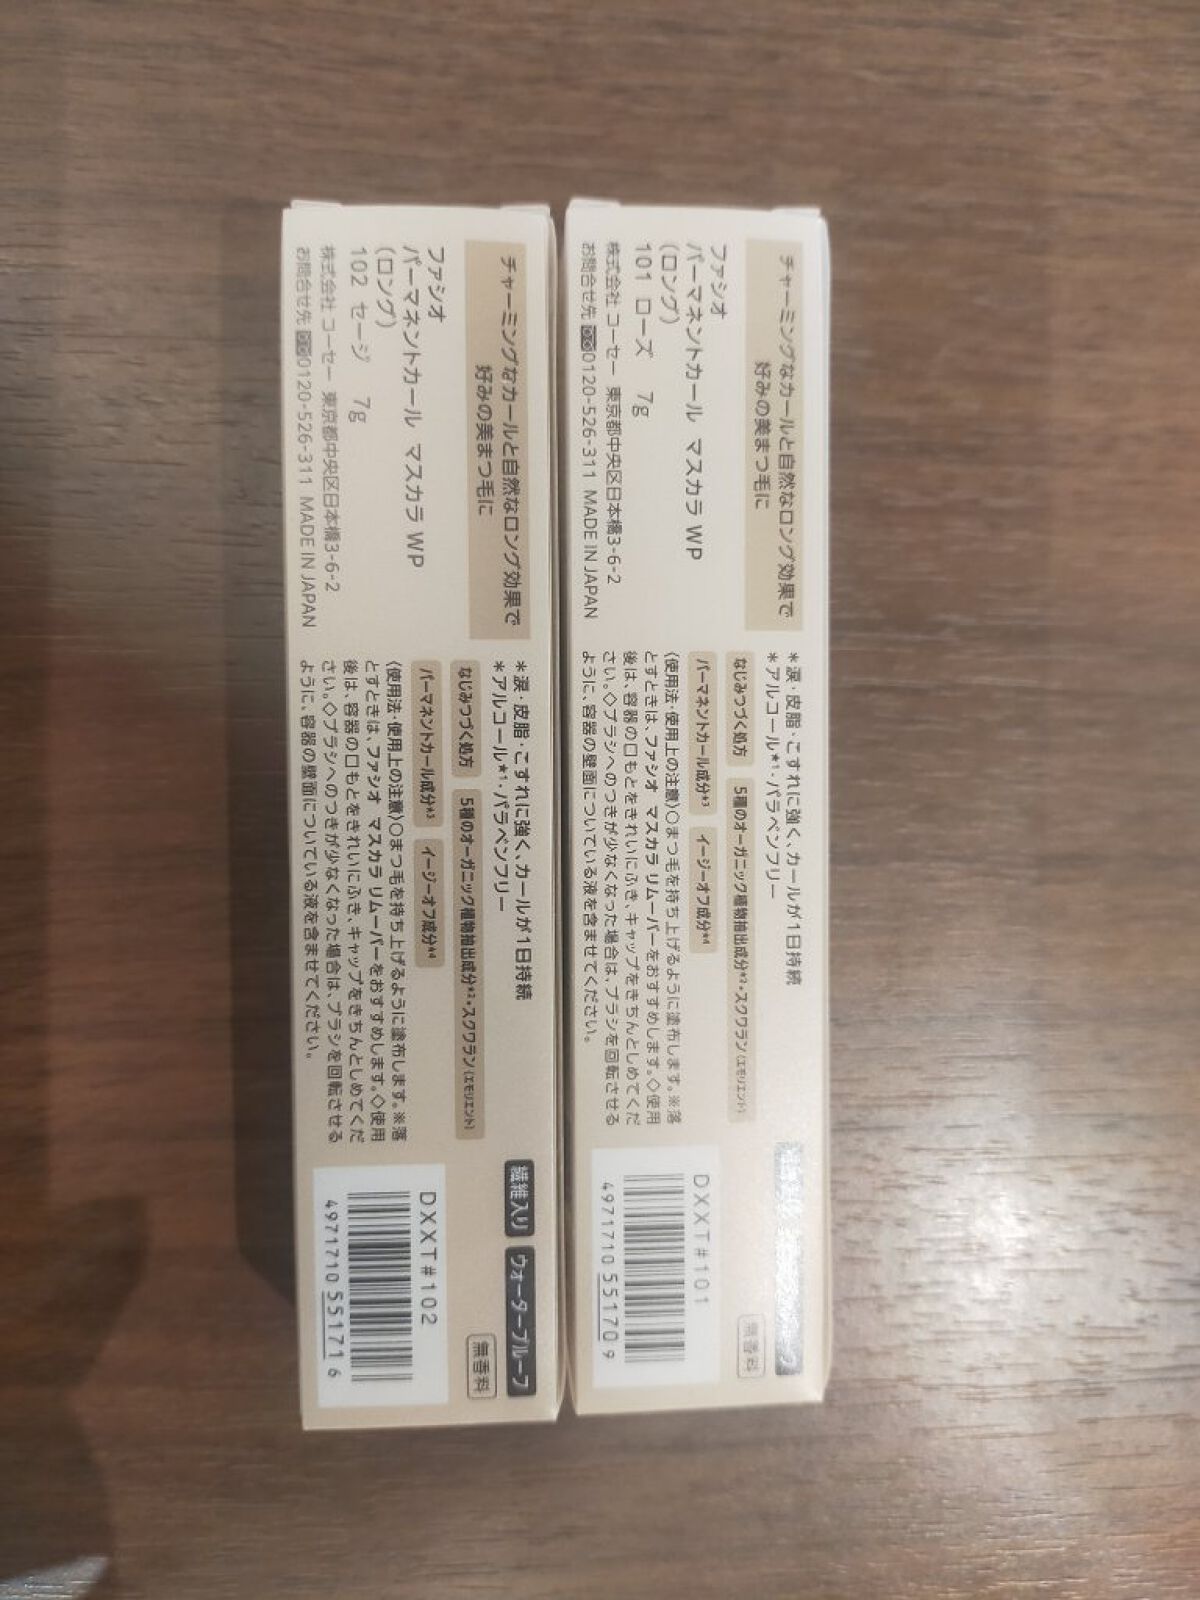 チャーミングなカールと自然なロング効果で
好みの美まつ毛に
ファシオ
パーマネントカール マスカラ WP
(ロング)
101 ローズ 7g
株式会社 コーセー 東京都中央区日本橋3-6-2
お問合せ先 0120-526-311 MADE IN JAPAN
*涙・皮脂・こすれに強く、カールが1日持続
*アルコール*1・パラベンフリー
なじみつづく処方 5種のオーガニック植物抽出成分*2・スクワラン(エモリエント)
パーマネントカール成分*3 イージーオフ成分*4
〈使用法・使用上の注意〉○まつ毛を持ち上げるように塗布します。※落
とすときは、ファシオ マスカラ リムーバーをおすすめします。◇使用
後は、容器の口もとをきれいにふき、キャップをきちんとしめてくだ
さい。◇ブラシへのつきが少なくなった場合は、ブラシを回転させる
ように、容器の壁面についている液を含ませてください。
無香料
DXXT#101
4971710 551709
チャーミングなカールと自然なロング効果で
好みの美まつ毛に
ファシオ
パーマネントカール マスカラ WP
(ロング)
102 セージ 7g
株式会社 コーセー 東京都中央区日本橋3-6-2
お問合せ先 0120-526-311 MADE IN JAPAN
*涙・皮脂・こすれに強く、カールが1日持続
*アルコール*1・パラベンフリー
なじみつづく処方 5種のオーガニック植物抽出成分*2・スクワラン(エモリエント)
パーマネントカール成分*3 イージーオフ成分*4
〈使用法・使用上の注意〉○まつ毛を持ち上げるように塗布します。※落
とすときは、ファシオ マスカラ リムーバーをおすすめします。◇使用
後は、容器の口もとをきれいにふき、キャップをきちんとしめてくだ
さい。◇ブラシへのつきが少なくなった場合は、ブラシを回転させる
ように、容器の壁面についている液を含ませてください。
繊維入り ウォータープルーフ
無香料
DXXT#102
4971710 551716